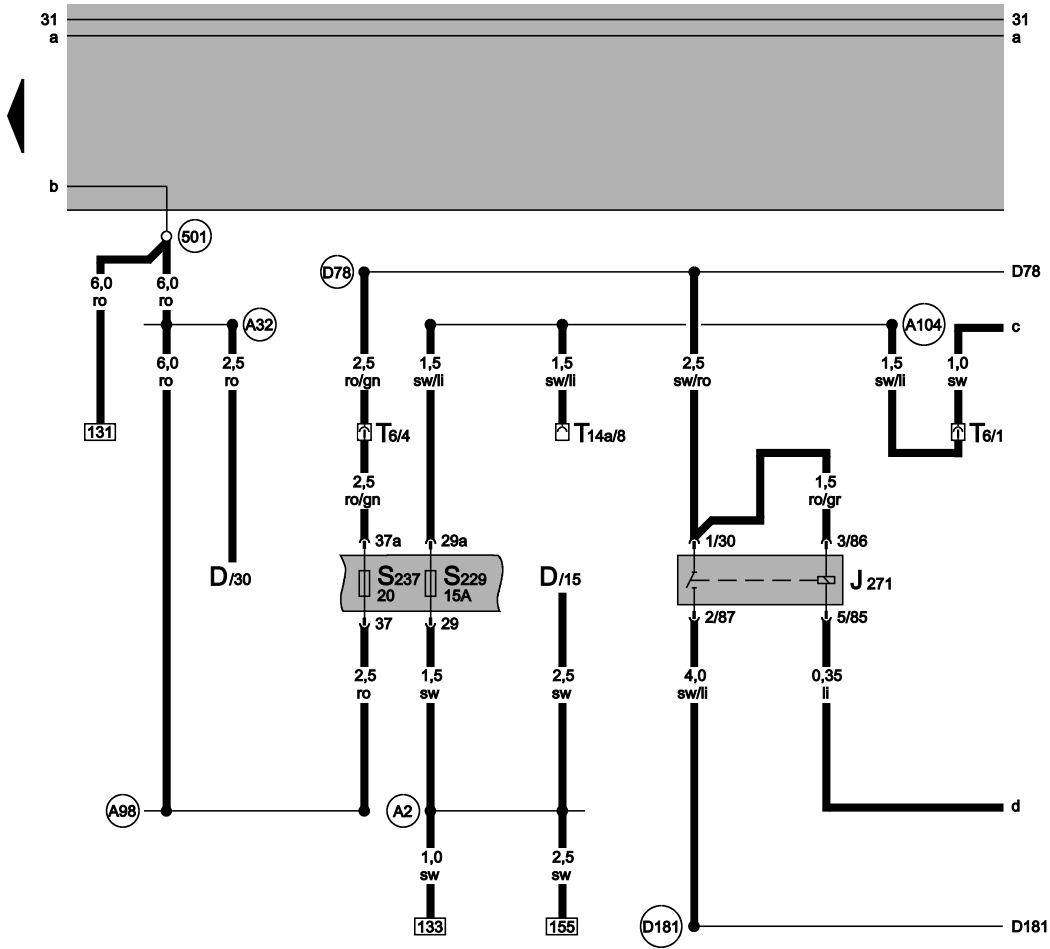 31 31
a a
b
501
6,0 6,0
ro ro
D78 D78
A32 A104 c
6,0 2,5 2,5 1,5 1,5 2,5 1,5 1,0
ro ro ro/gn sw/li sw/li sw/ro sw/li sw
131 T6/4 T14a/8 T6/1
2,5 1,5
ro/gn ro/gr
37a 29a 1/30 3/86
D/30 S237 S229 D/15 J 271
20 15A
37 29 2/87 5/85
2,5 1,5 2,5 4,0 0,35
ro sw sw sw/li li
A98 A2 d
1,0 2,5
sw sw
133 155 D181 D181